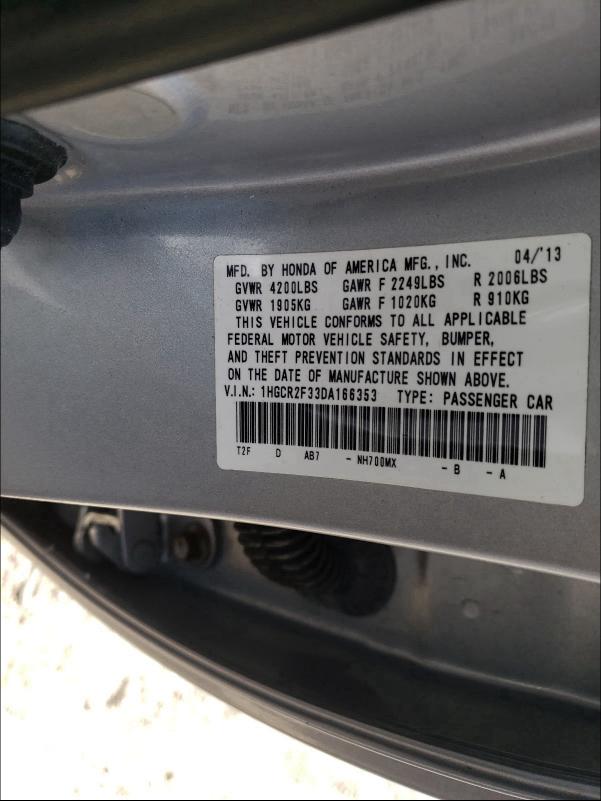 MFD. BY HONDA OF AMERICA MFG., INC. 04/'13
GVWR 4200LBS GAWR F 2249LBS R 2006LBS
GVWR 1905KG GAWR F 1020KG R 910KG
THIS VEHICLE CONFORMS TO ALL APPLICABLE
FEDERAL MOTOR VEHICLE SAFETY, BUMPER,
AND THEFT PREVENTION STANDARDS IN EFFECT
ON THE DATE OF MANUFACTURE SHOWN ABOVE.
V.I.N.: 1HGCR2F33DA166353 TYPE: PASSENGER CAR
T2F D AB7 - NH700MX - B - A